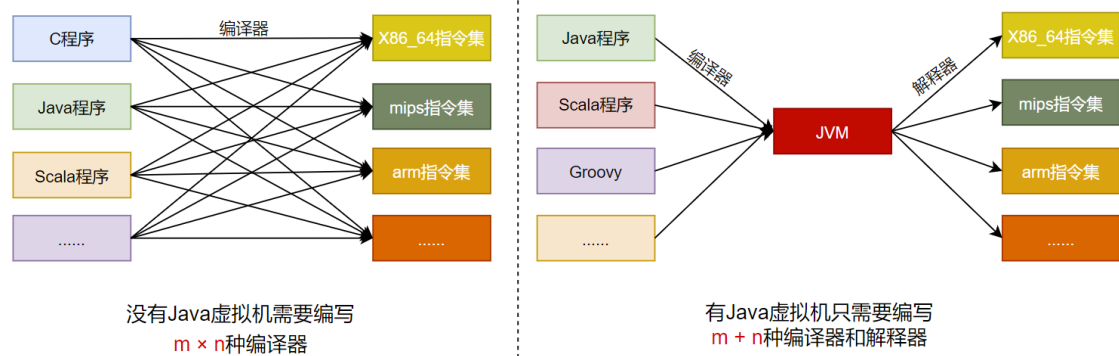 C程序
编译器
X86_64指令集
Java程序
mips指令集
Scala程序
arm指令集
......
......
没有Java虚拟机需要编写
m × n种编译器
Java程序
编译器
解释器
X86_64指令集
Scala程序
mips指令集
JVM
Groovy
arm指令集
......
......
有Java虚拟机只需要编写
m + n种编译器和解释器